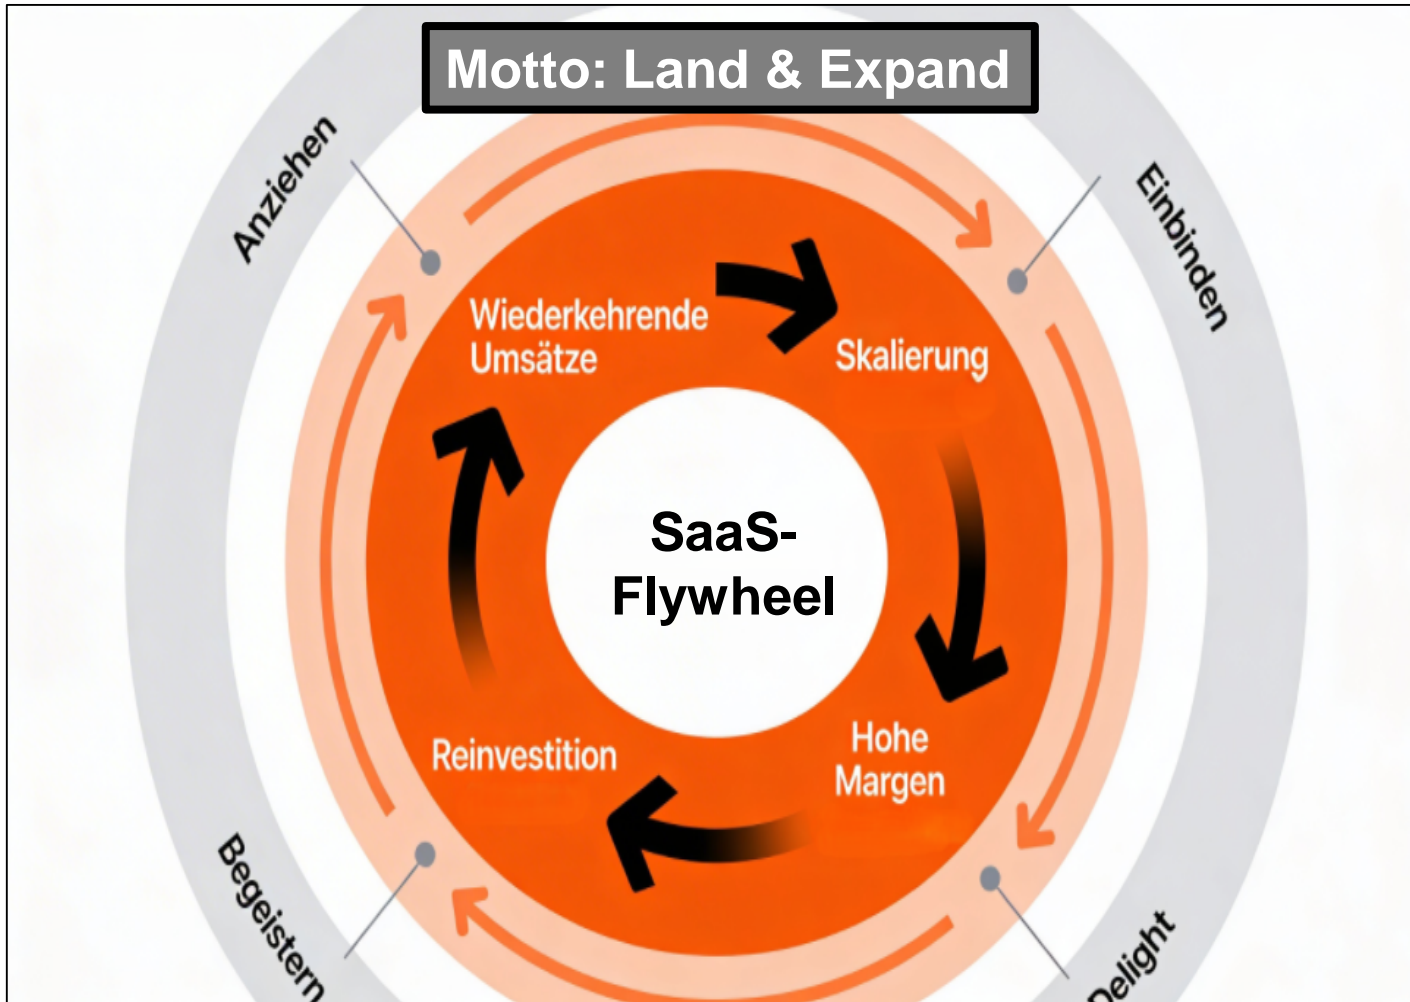 Motto: Land & Expand
Anziehen
Einbinden
Wiederkehrende
Umsätze
Skalierung
SaaS-
Flywheel
Reinvestition
Hohe
Margen
Begeistern
Delight